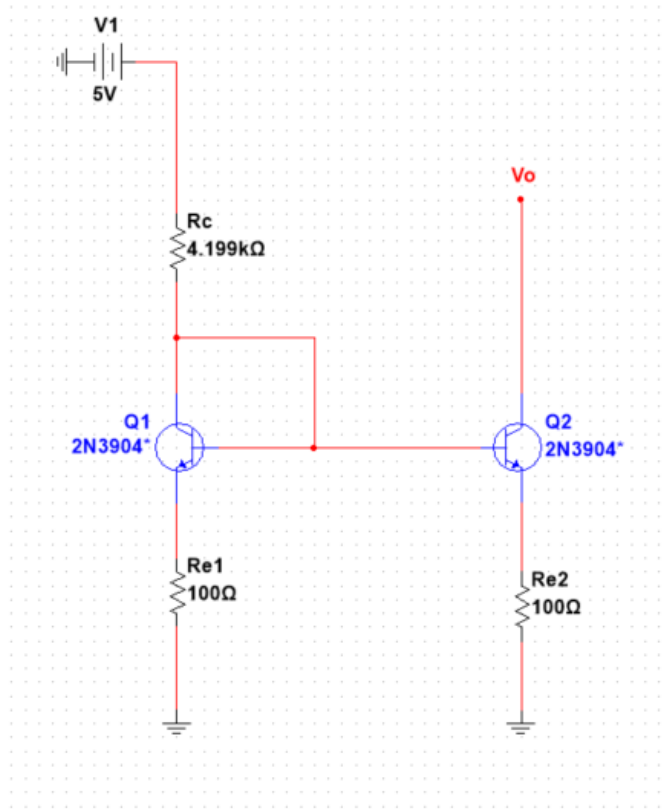 V1
5V
Vo
Rc
4.199kΩ
Q1
2N3904*
Q2
2N3904*
Re1
100Ω
Re2
100Ω